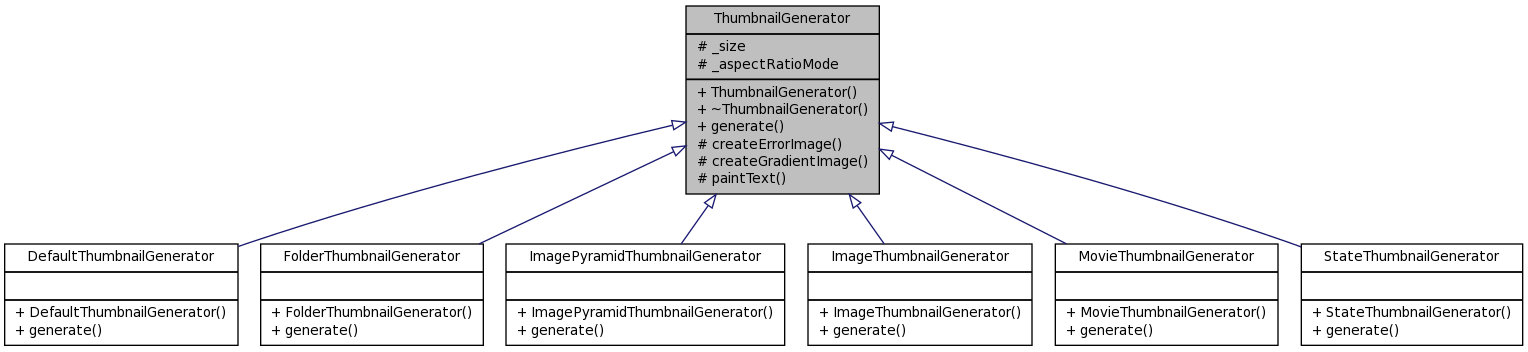 ThumbnailGenerator
# _size
# _aspectRatioMode
+ ThumbnailGenerator()
+ ~ThumbnailGenerator()
+ generate()
# createErrorImage()
# createGradientImage()
# paintText()
DefaultThumbnailGenerator
+ DefaultThumbnailGenerator()
+ generate()
FolderThumbnailGenerator
+ FolderThumbnailGenerator()
+ generate()
ImagePyramidThumbnailGenerator
+ ImagePyramidThumbnailGenerator()
+ generate()
ImageThumbnailGenerator
+ ImageThumbnailGenerator()
+ generate()
MovieThumbnailGenerator
+ MovieThumbnailGenerator()
+ generate()
StateThumbnailGenerator
+ StateThumbnailGenerator()
+ generate()